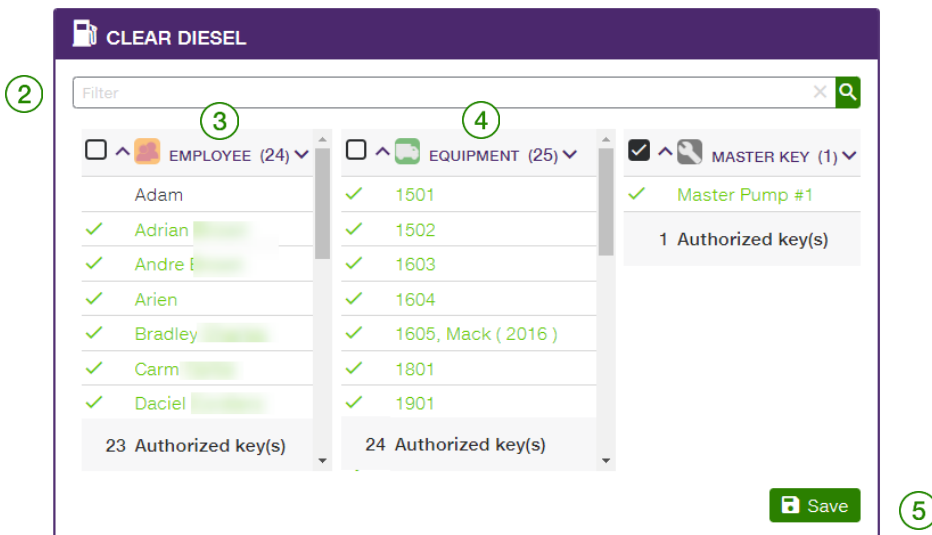 CLEAR DIESEL
2
Filter
3
4
EMPLOYEE (24)
EQUIPMENT (25)
MASTER KEY (1)
Adam
1501
Master Pump #1
Adrian
1502
1 Authorized key(s)
Andre
1603
Arien
1604
Bradley
1605, Mack ( 2016 )
Carm
1801
Daciel
1901
23 Authorized key(s)
24 Authorized key(s)
Save
5